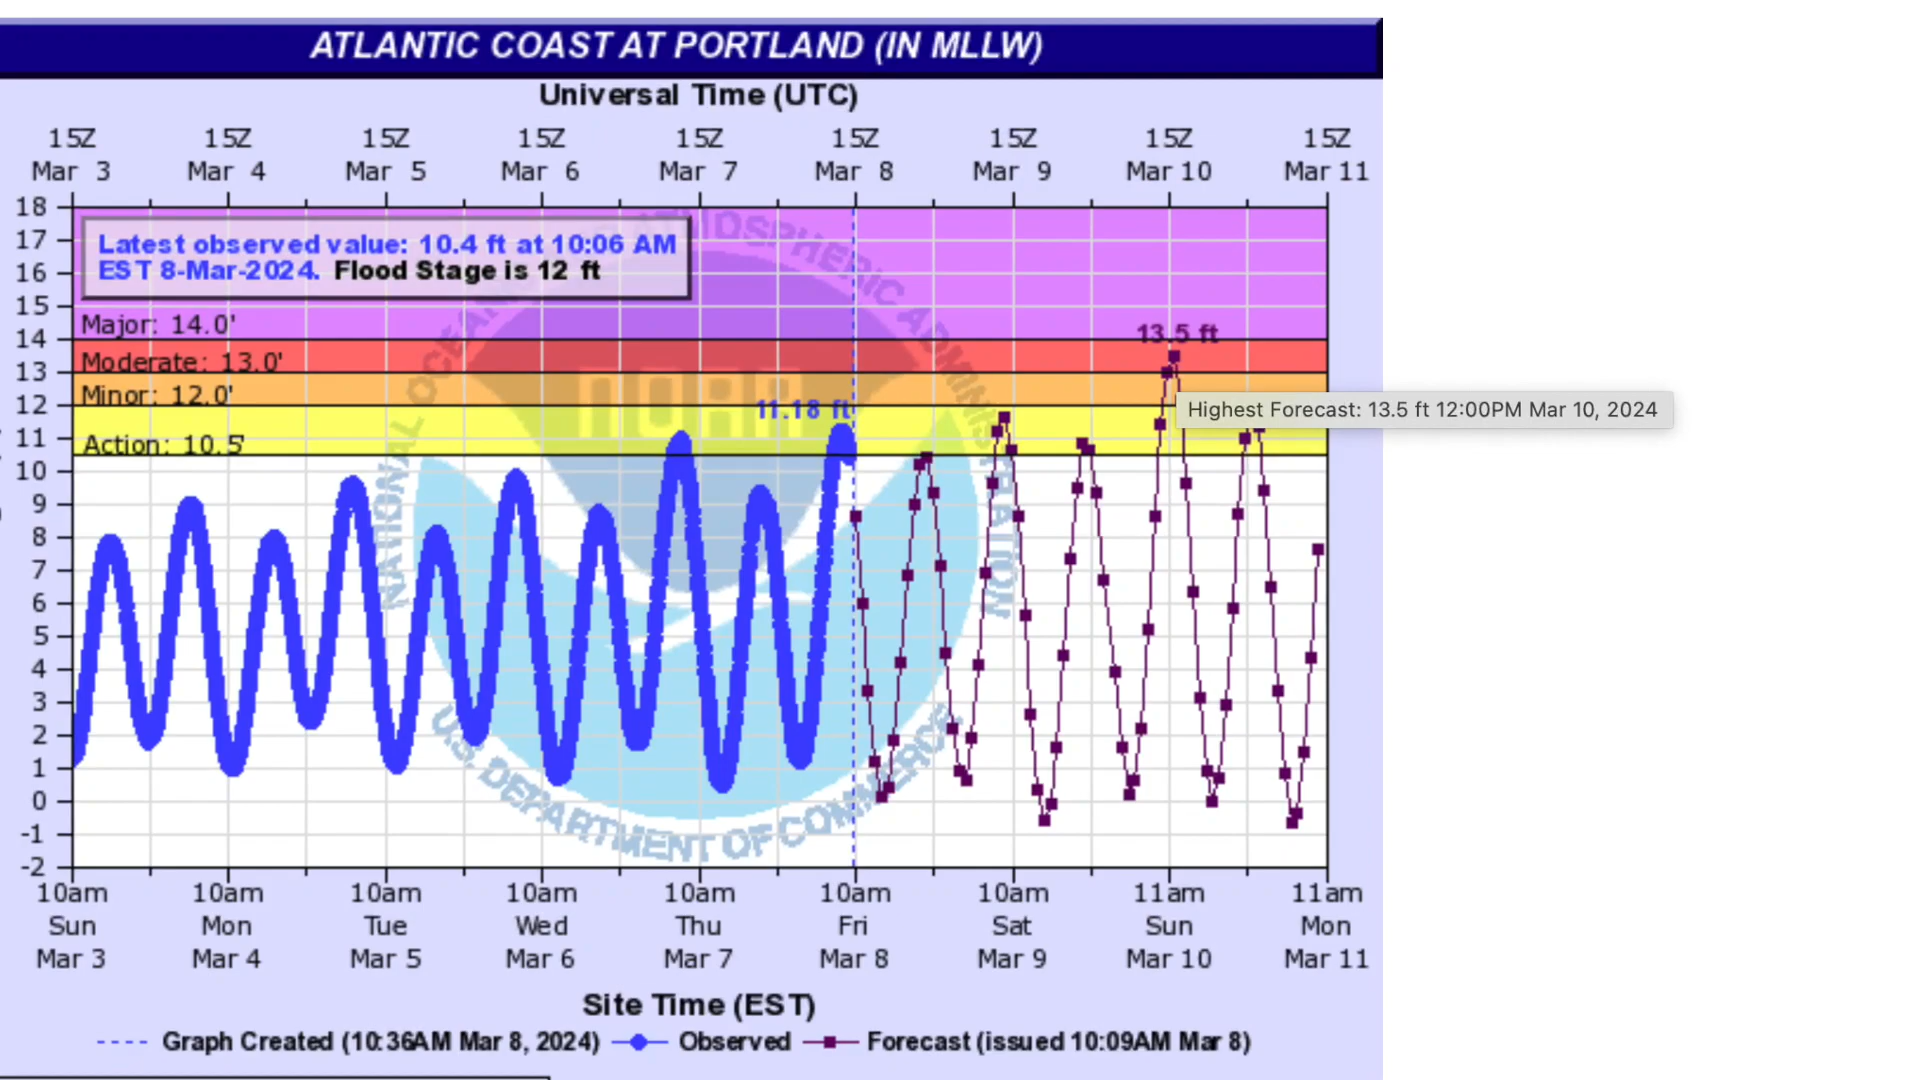 ATLANTIC COAST AT PORTLAND (IN MLLW)
Universal Time (UTC)
15Z 15Z 15Z 15Z 15Z 15Z 15Z 15Z 15Z
Mar 3 Mar 4 Mar 5 Mar 6 Mar 7 Mar 8 Mar 9 Mar 10 Mar 11
18
17
16
15
14
13
12
11
10
9
8
7
6
5
4
3
2
1
0
-1
-2
Latest observed value: 10.4 ft at 10:06 AM
EST 8-Mar-2024. Flood Stage is 12 ft
Major: 14.0'
Moderate: 13.0'
Minor: 12.0'
Action: 10.5'
11.18 ft
13.5 ft
Highest Forecast: 13.5 ft 12:00PM Mar 10, 2024
NATIONAL OCEANIC ATMOSPHERIC ADMINISTRATION
NOAA
U.S. DEPARTMENT OF COMMERCE
10am 10am 10am 10am 10am 10am 10am 11am 11am
Sun Mon Tue Wed Thu Fri Sat Sun Mon
Mar 3 Mar 4 Mar 5 Mar 6 Mar 7 Mar 8 Mar 9 Mar 10 Mar 11
Site Time (EST)
Graph Created (10:36AM Mar 8, 2024) Observed Forecast (issued 10:09AM Mar 8)